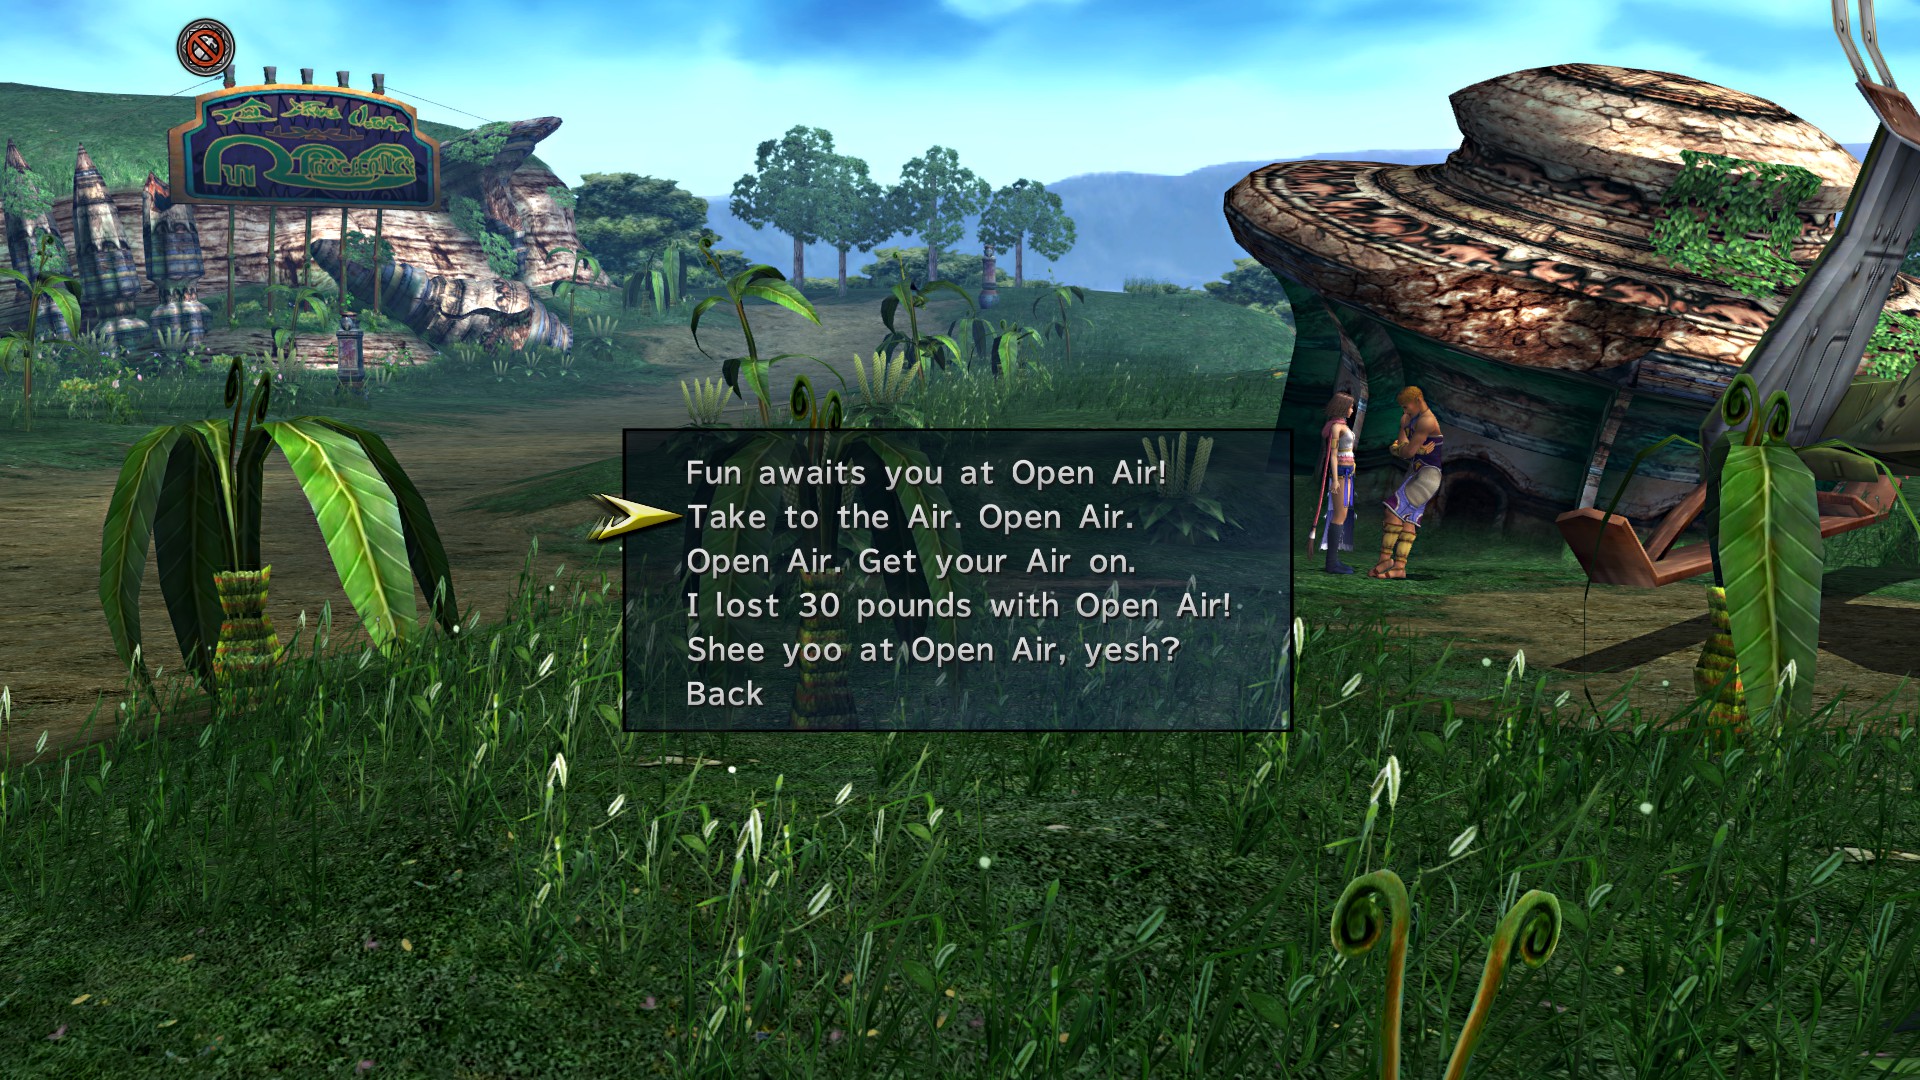 Fun awaits you at Open Air!
Take to the Air. Open Air.
Open Air. Get your Air on.
I lost 30 pounds with Open Air!
Shee yoo at Open Air, yesh?
Back